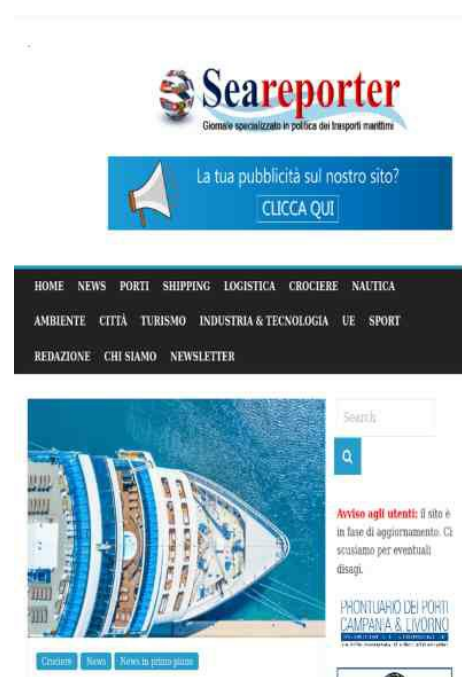 Seareporter
Giornale specializzato in politica dei trasporti marittimi
La tua pubblicità sul nostro sito?
CLICCA QUI
HOME NEWS PORTI SHIPPING LOGISTICA CROCIERE NAUTICA
AMBIENTE CITTÀ TURISMO INDUSTRIA & TECNOLOGIA UE SPORT
REDAZIONE CHI SIAMO NEWSLETTER
Search
Avviso agli utenti: il sito è
in fase di aggiornamento. Ci
scusiamo per eventuali
disagi.
PRONTUARIO DEI PORTI
CAMPANIA & LIVORNO
Crociere News News in primo piano